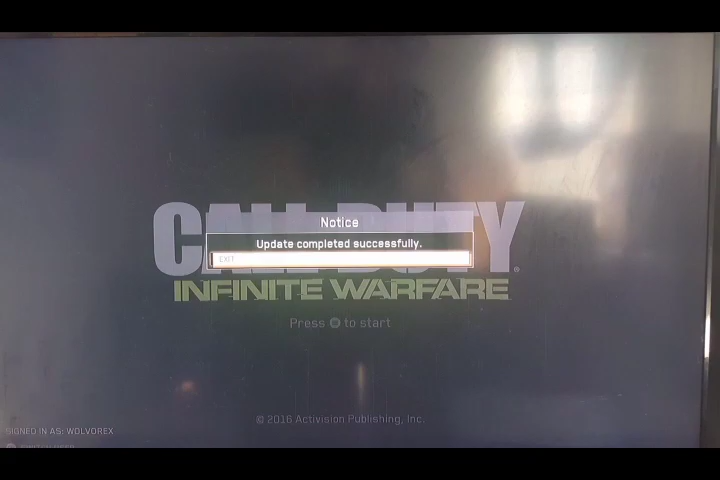 CALL OF DUTY®
Notice
Update completed successfully.
EXIT
INFINITE WARFARE
Press to start
© 2016 Activision Publishing, Inc.
SIGNED IN AS: WOLVOREX